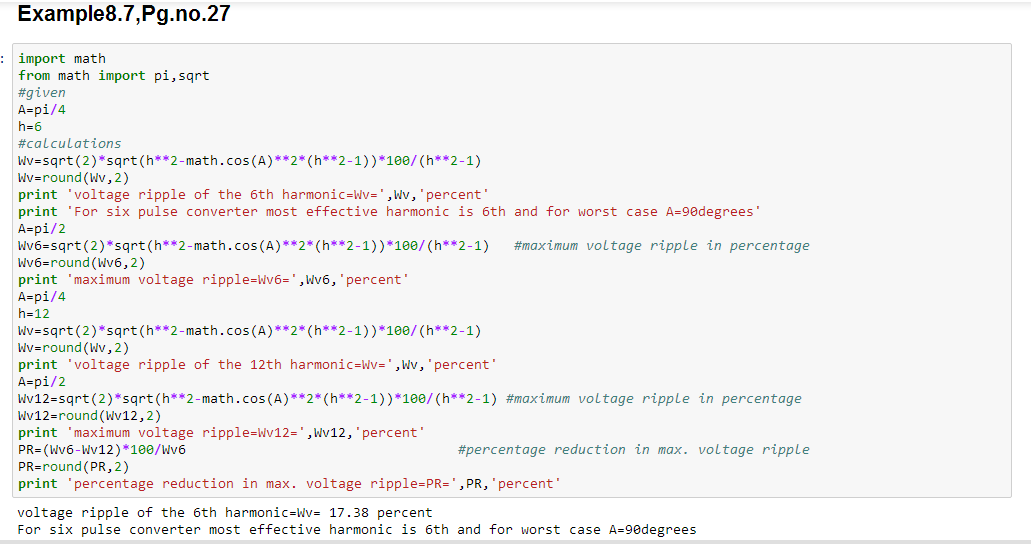 Example8.7,Pg.no.27
:
import math
from math import pi,sqrt
#given
A=pi/4
h=6
#calculations
Wv=sqrt(2)*sqrt(h**2-math.cos(A)**2*(h**2-1))*100/(h**2-1)
Wv=round(Wv,2)
print 'voltage ripple of the 6th harmonic=Wv=',Wv,'percent'
print 'For six pulse converter most effective harmonic is 6th and for worst case A=90degrees'
A=pi/2
Wv6=sqrt(2)*sqrt(h**2-math.cos(A)**2*(h**2-1))*100/(h**2-1)   #maximum voltage ripple in percentage
Wv6=round(Wv6,2)
print 'maximum voltage ripple=Wv6=',Wv6,'percent'
A=pi/4
h=12
Wv=sqrt(2)*sqrt(h**2-math.cos(A)**2*(h**2-1))*100/(h**2-1)
Wv=round(Wv,2)
print 'voltage ripple of the 12th harmonic=Wv=',Wv,'percent'
A=pi/2
Wv12=sqrt(2)*sqrt(h**2-math.cos(A)**2*(h**2-1))*100/(h**2-1) #maximum voltage ripple in percentage
Wv12=round(Wv12,2)
print 'maximum voltage ripple=Wv12=',Wv12,'percent'
PR=(Wv6-Wv12)*100/Wv6                                  #percentage reduction in max. voltage ripple
PR=round(PR,2)
print 'percentage reduction in max. voltage ripple=PR=',PR,'percent'
voltage ripple of the 6th harmonic=Wv= 17.38 percent
For six pulse converter most effective harmonic is 6th and for worst case A=90degrees